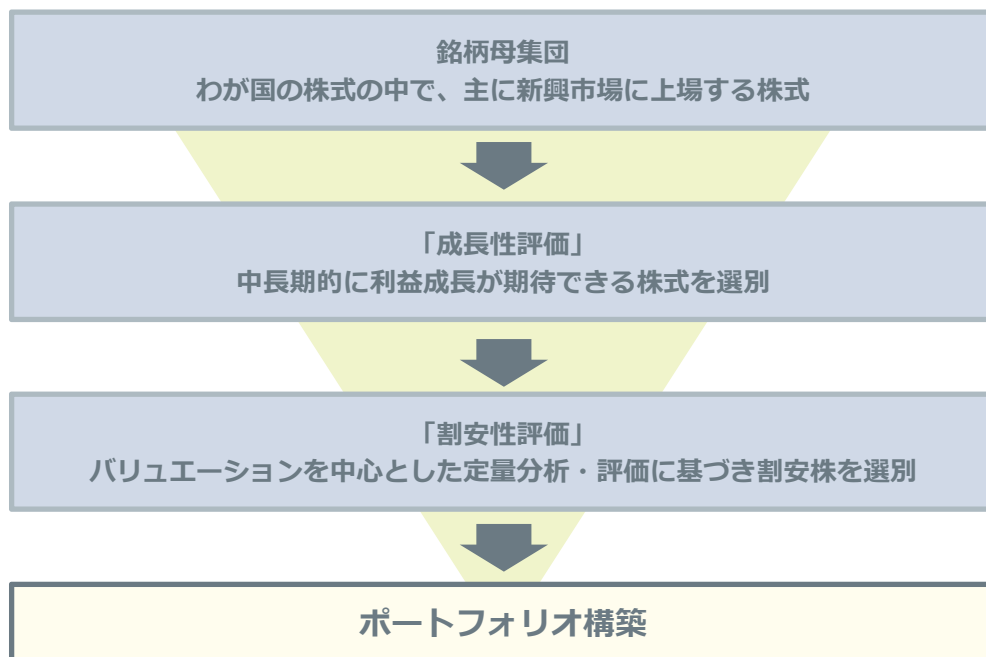 銘柄母集団
わが国の株式の中で、主に新興市場に上場する株式
「成長性評価」
中長期的に利益成長が期待できる株式を選別
「割安性評価」
バリュエーションを中心とした定量分析・評価に基づき割安株を選別
ポートフォリオ構築